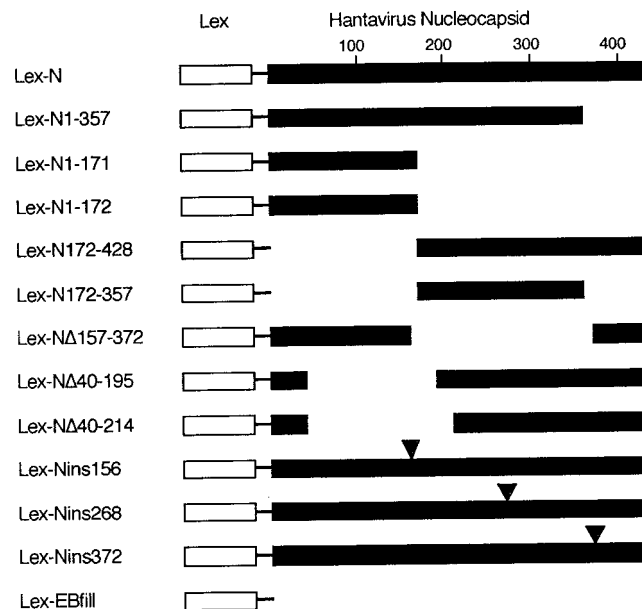 Lex Hantavirus Nucleocapsid
100 200 300 400
Lex-N
Lex-N1-357
Lex-N1-171
Lex-N1-172
Lex-N172-428
Lex-N172-357
Lex-NΔ157-372
Lex-NΔ40-195
Lex-NΔ40-214
Lex-Nins156
Lex-Nins268
Lex-Nins372
Lex-EBfill